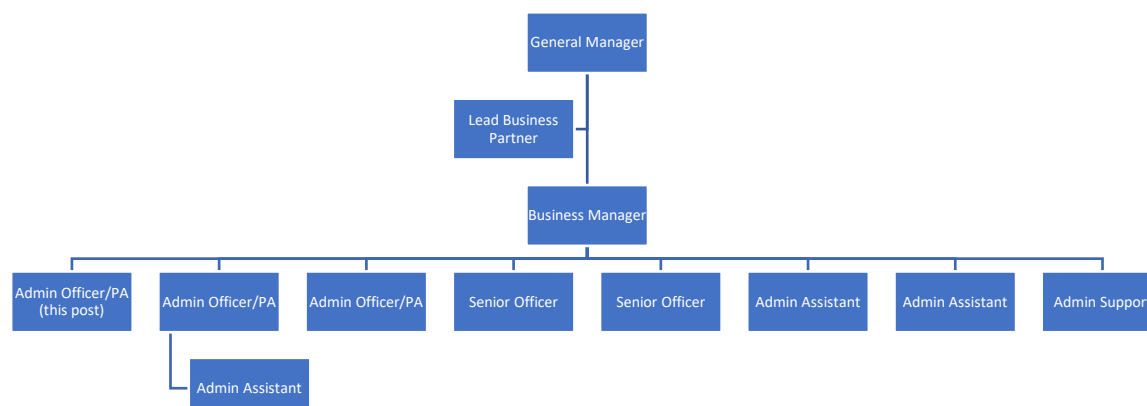 General Manager
Lead Business
Partner
Business Manager
Admin Officer/PA
(this post)
Admin Officer/PA
Admin Officer/PA
Senior Officer
Senior Officer
Admin Assistant
Admin Assistant
Admin Support
Admin Assistant